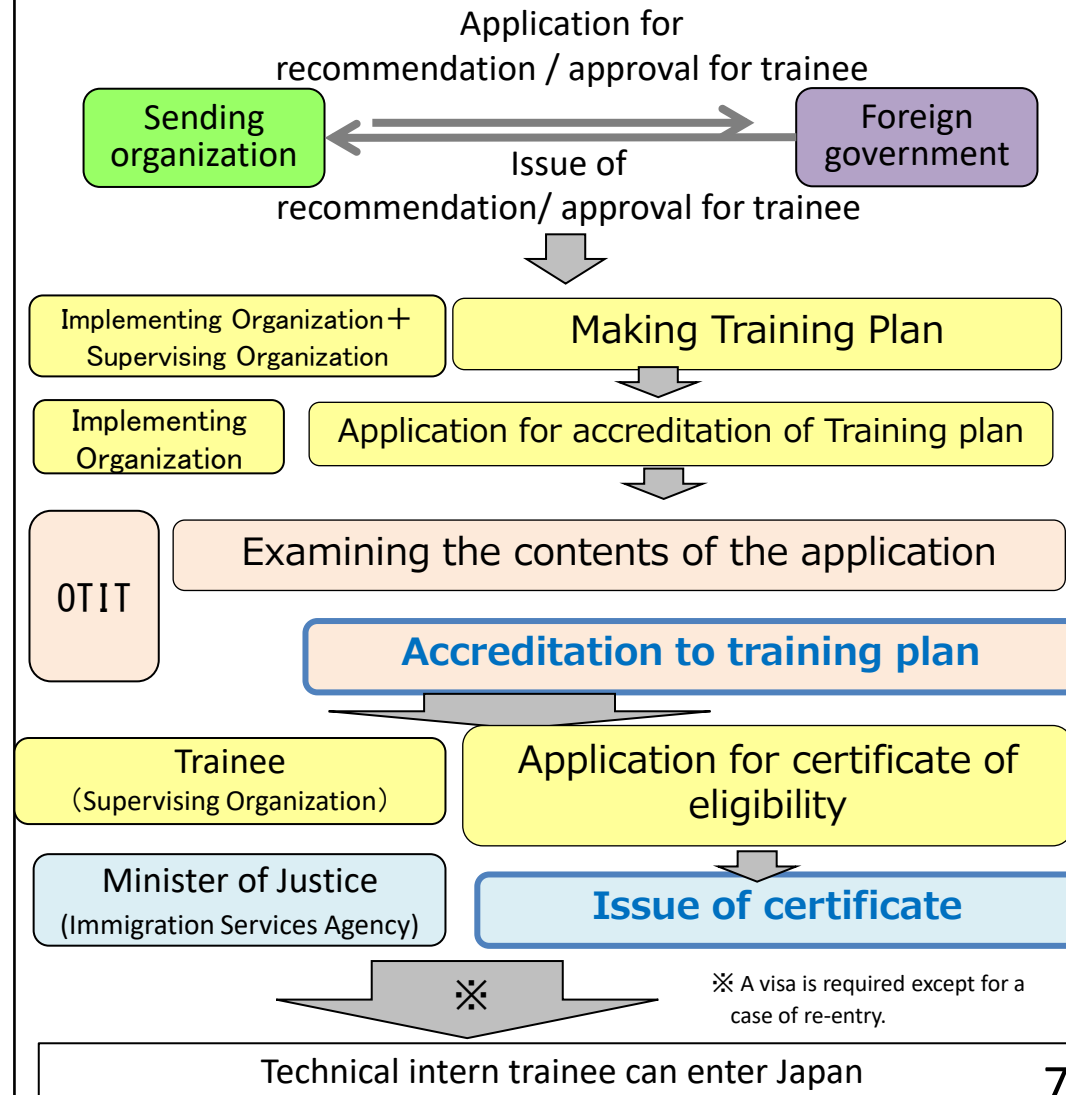 Application for
recommendation / approval for trainee
Sending
organization
Foreign
government
Issue of
recommendation/ approval for trainee
Implementing Organization＋
Supervising Organization
Making Training Plan
Implementing
Organization
Application for accreditation of Training plan
OTIT
Examining the contents of the application
Accreditation to training plan
Trainee
（Supervising Organization）
Application for certificate of
eligibility
Minister of Justice
(Immigration Services Agency)
Issue of certificate
※
※ A visa is required except for a
case of re-entry.
Technical intern trainee can enter Japan
7